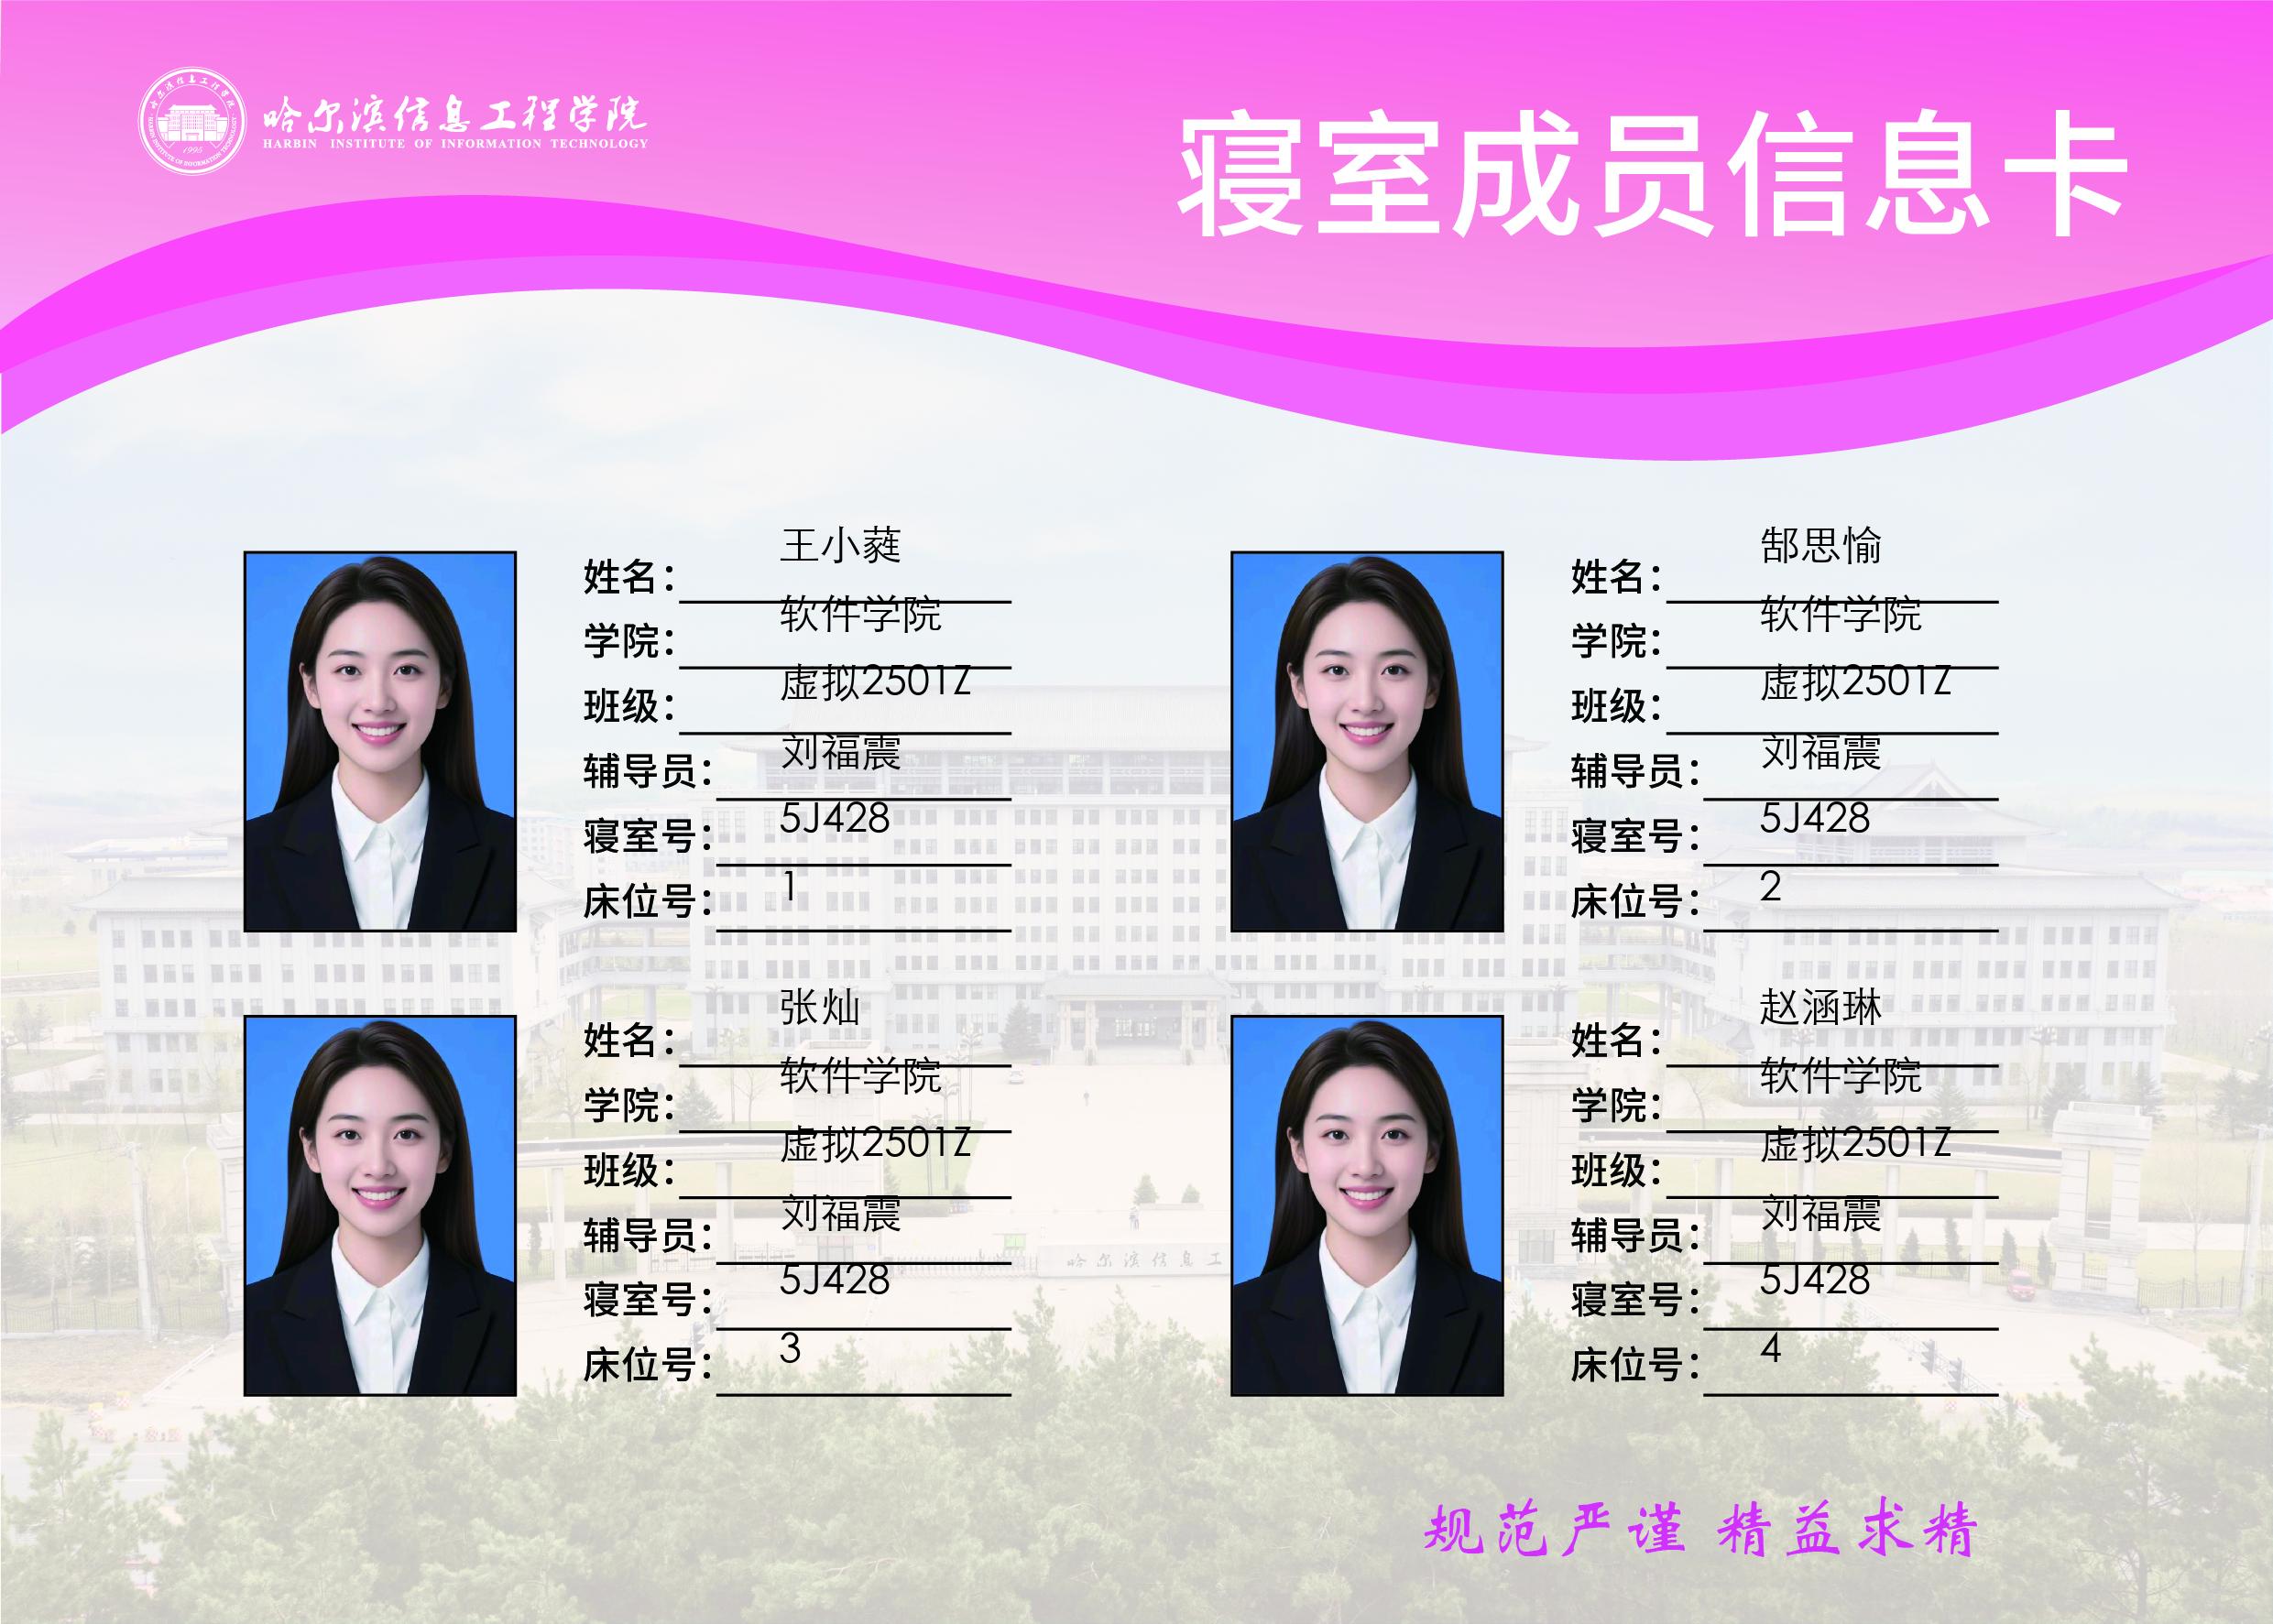 哈尔滨信息工程学院
HARBIN INSTITUTE OF INFORMATION TECHNOLOGY
1995
寝室成员信息卡
姓名：王小蕤
学院：软件学院
班级：虚拟2501Z
辅导员：刘福震
寝室号：5J428
床位号：1
姓名：郜思愉
学院：软件学院
班级：虚拟2501Z
辅导员：刘福震
寝室号：5J428
床位号：2
姓名：张灿
学院：软件学院
班级：虚拟2501Z
辅导员：刘福震
寝室号：5J428
床位号：3
姓名：赵涵琳
学院：软件学院
班级：虚拟2501Z
辅导员：刘福震
寝室号：5J428
床位号：4
哈尔滨信息工
规范严谨 精益求精